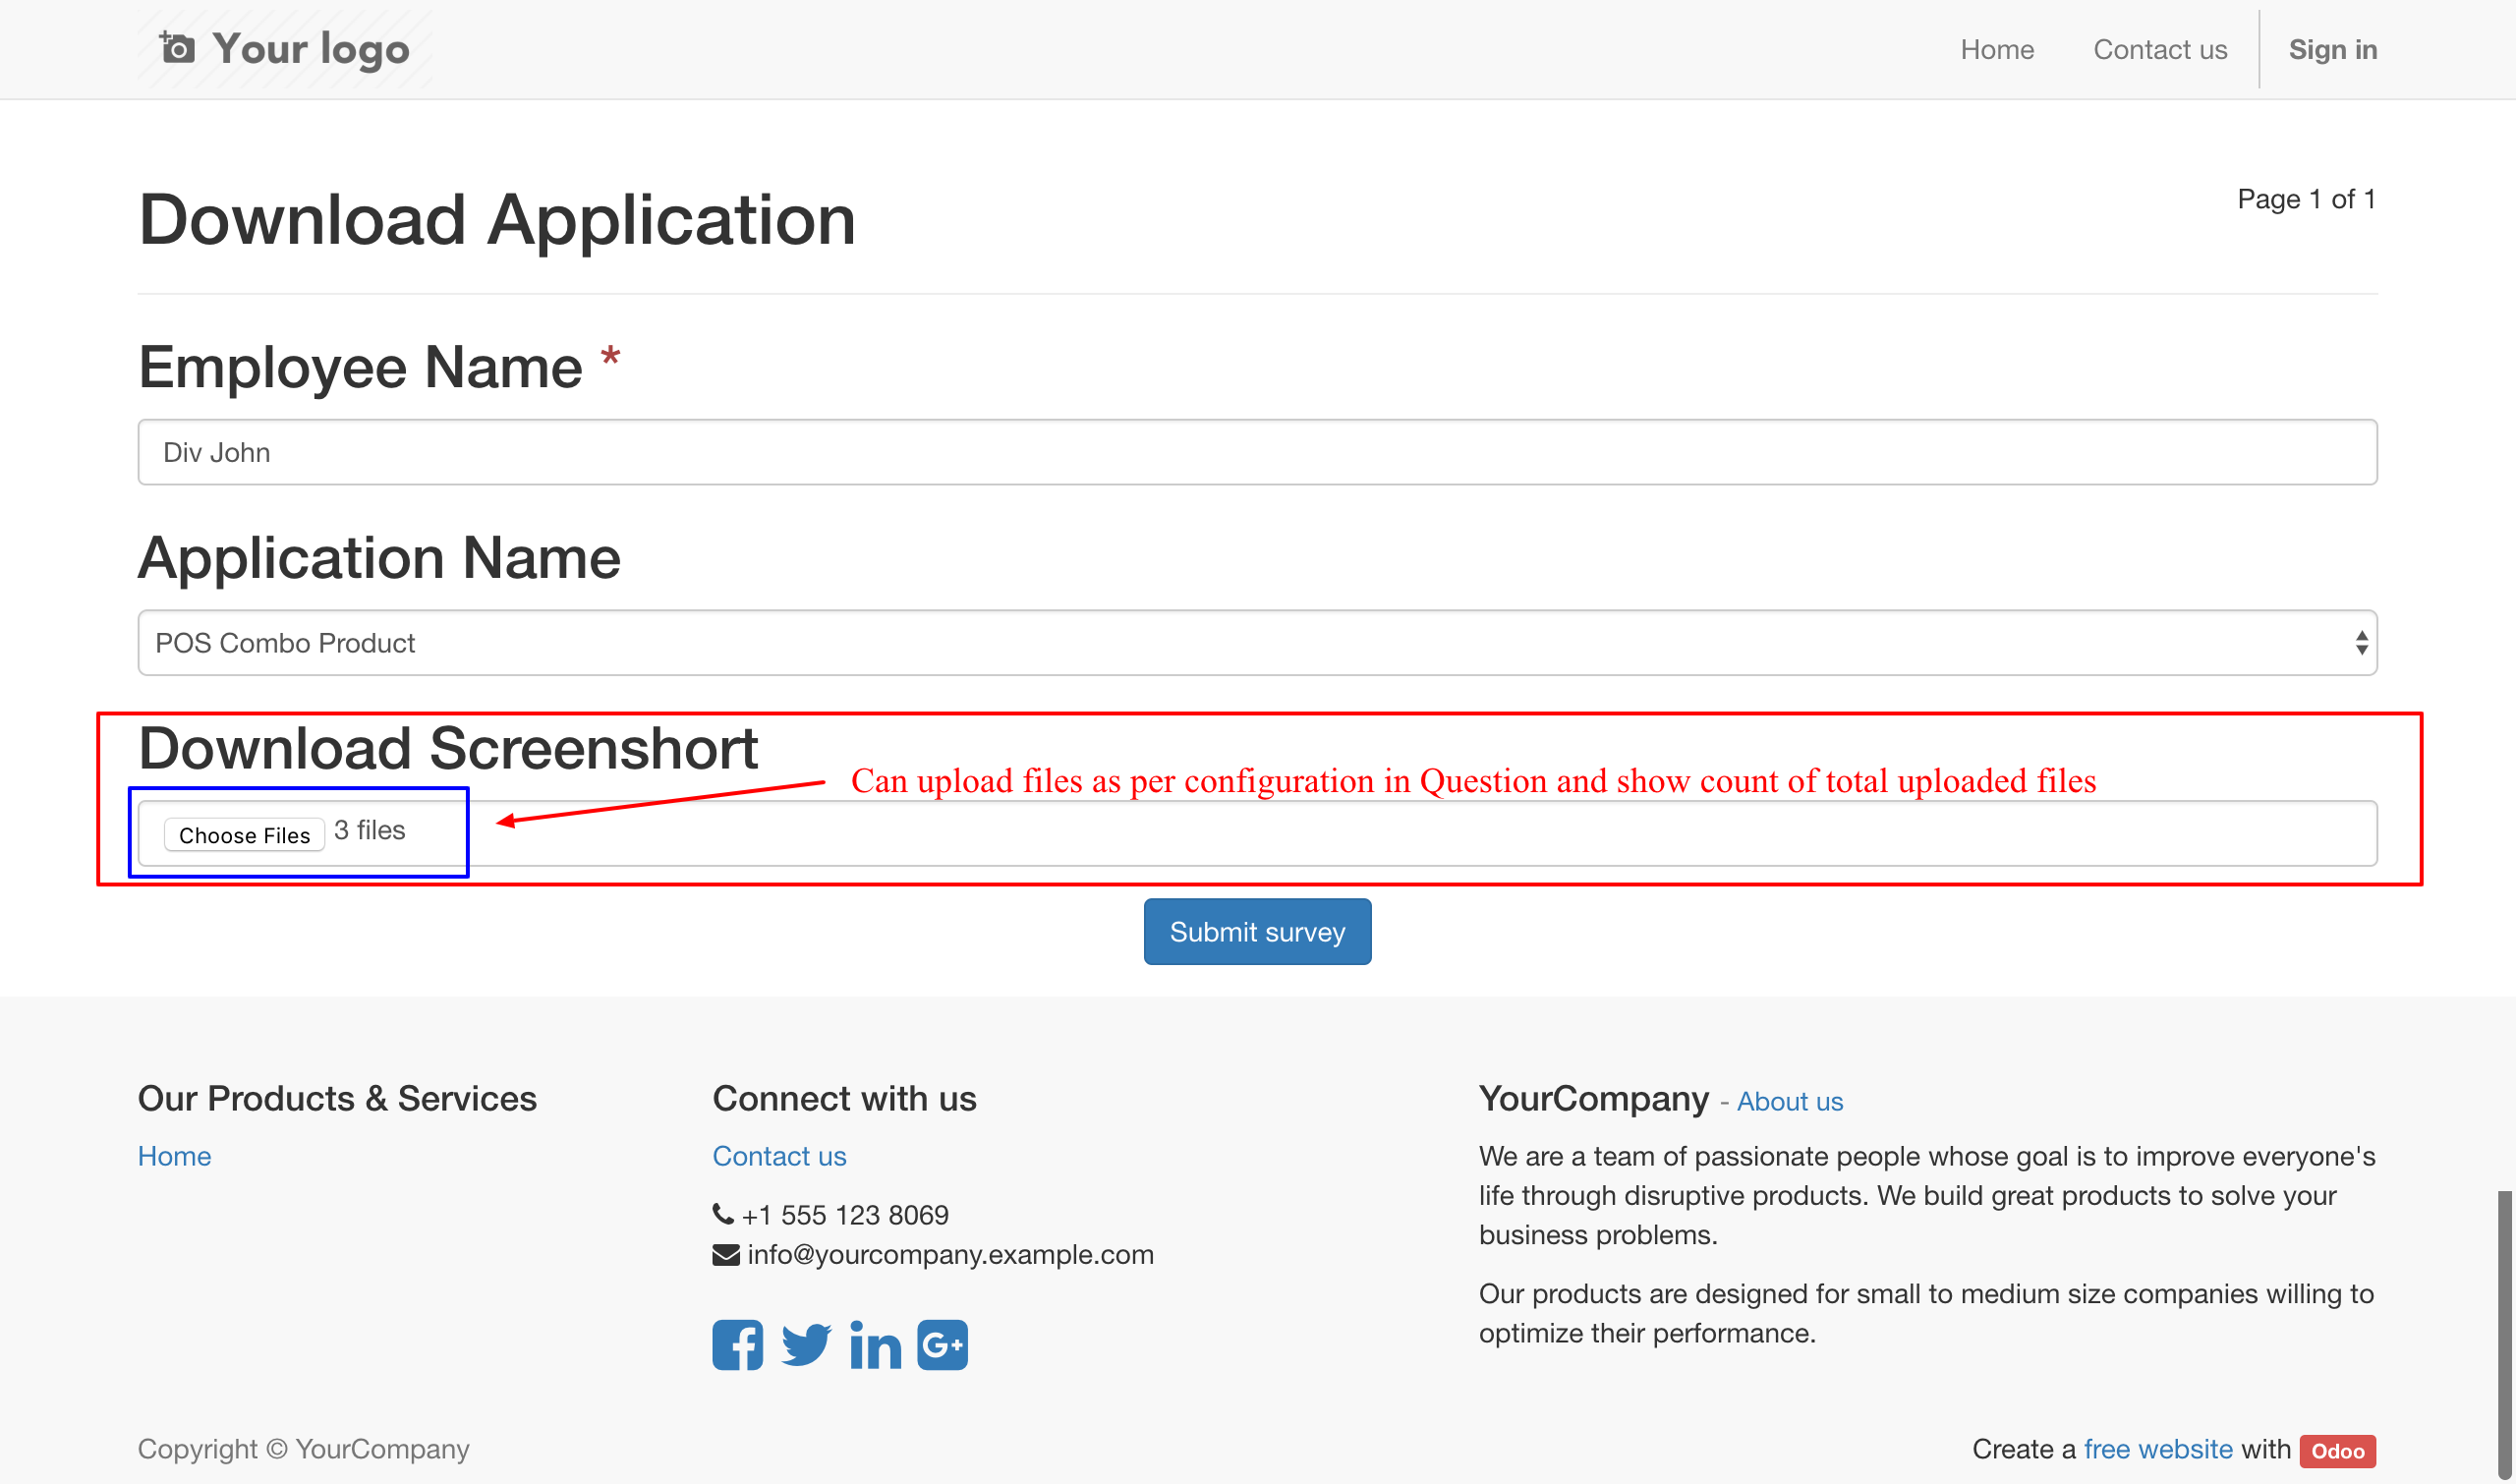 Your logo
Home
Contact us
Sign in
Download Application
Page 1 of 1
Employee Name *
Div John
Application Name
POS Combo Product
Download Screenshort
Can upload files as per configuration in Question and show count of total uploaded files
Choose Files 3 files
Submit survey
Our Products & Services
Home
Connect with us
Contact us
+1 555 123 8069
info@yourcompany.example.com
YourCompany - About us
We are a team of passionate people whose goal is to improve everyone's
life through disruptive products. We build great products to solve your
business problems.
Our products are designed for small to medium size companies willing to
optimize their performance.
Copyright © YourCompany
Create a free website with Odoo